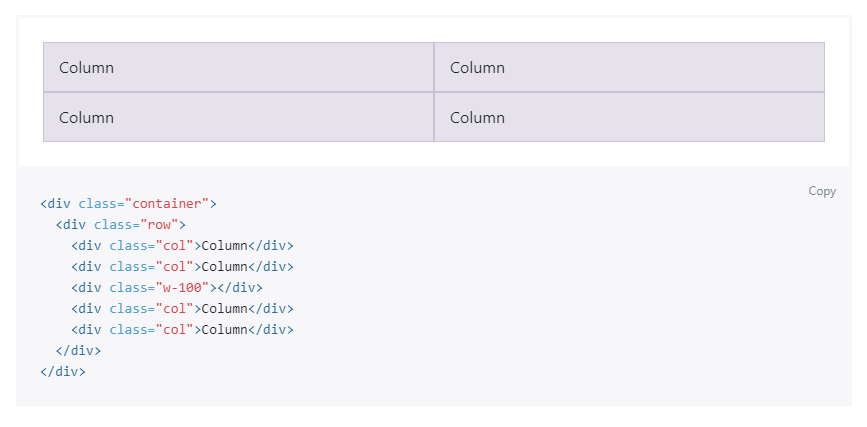 Column Column
Column Column
Copy
<div class="container">
  <div class="row">
    <div class="col">Column</div>
    <div class="col">Column</div>
    <div class="w-100"></div>
    <div class="col">Column</div>
    <div class="col">Column</div>
  </div>
</div>